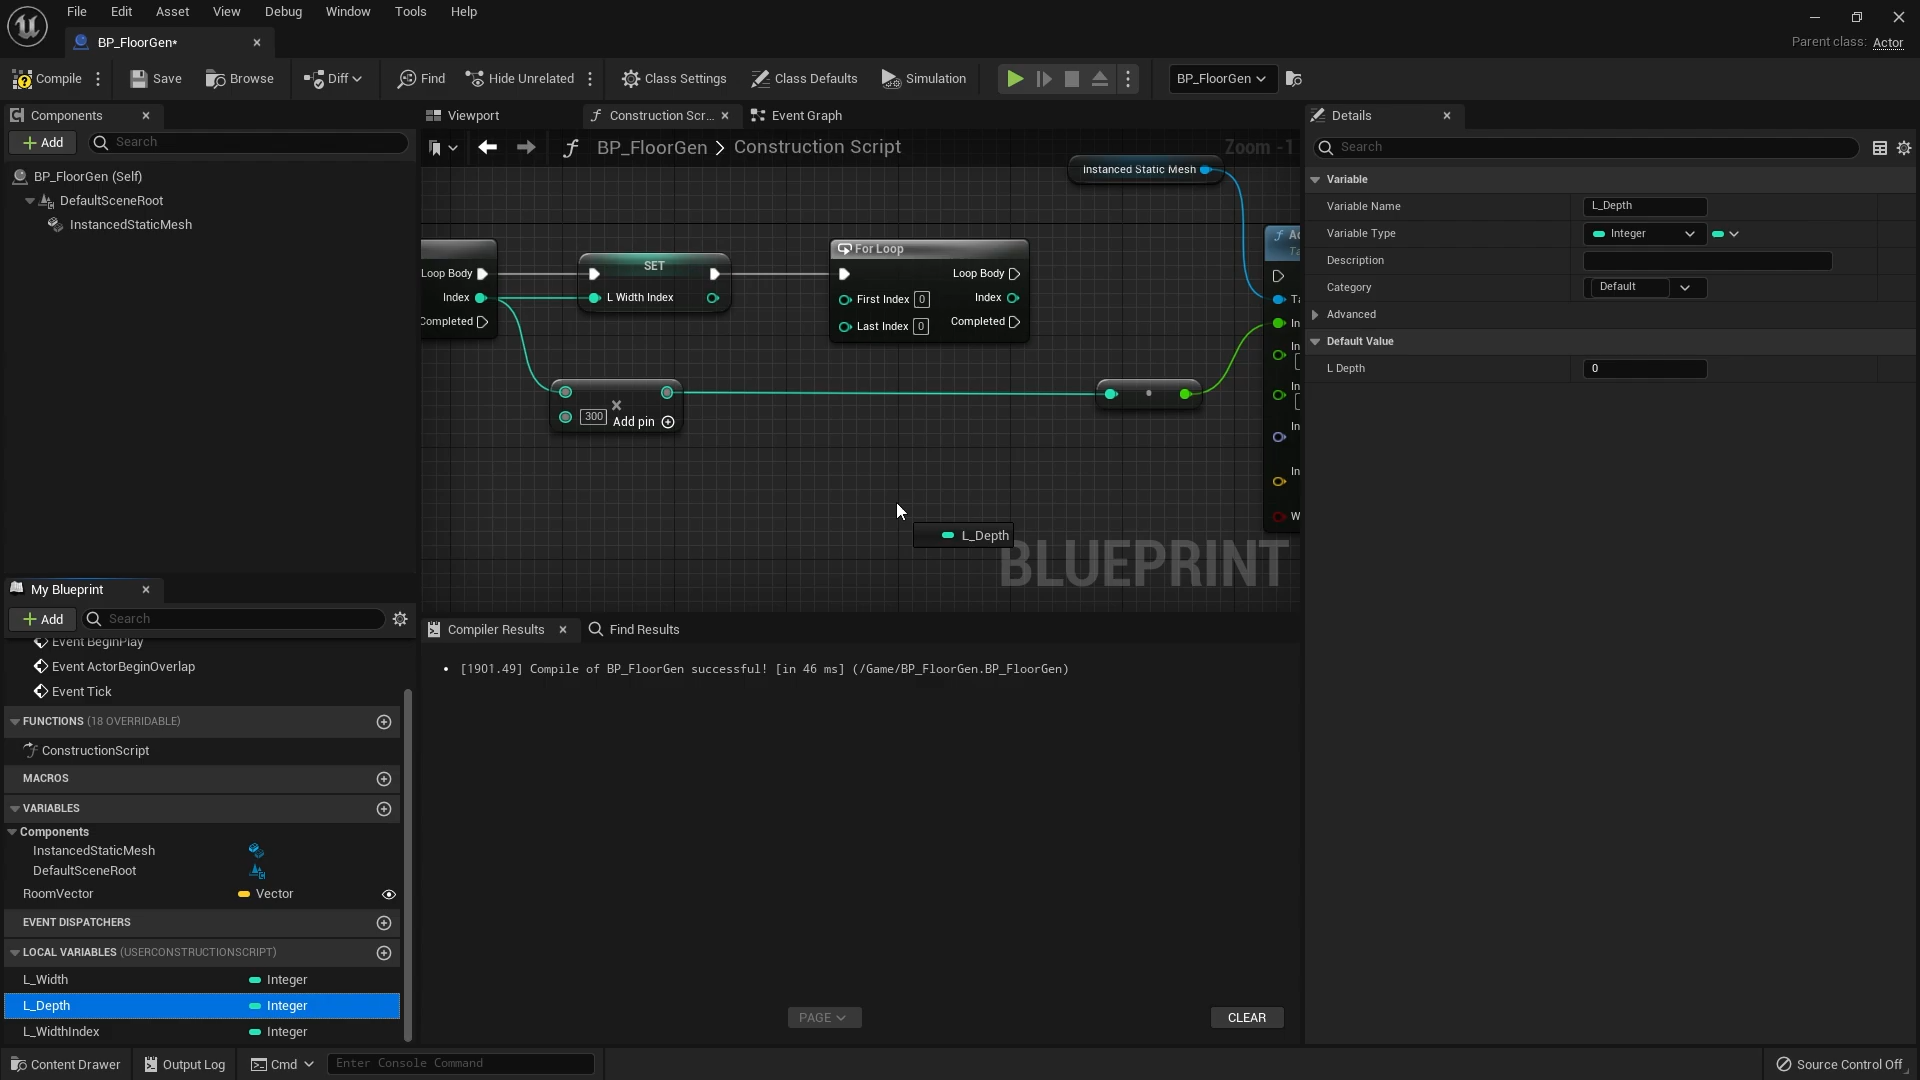 File Edit Asset View Debug Window Tools Help
BP_FloorGen*
Parent class: Actor
Compile Save Browse Diff Find Hide Unrelated Class Settings Class Defaults Simulation BP_FloorGen
Components
Viewport Construction Scr... Event Graph
Details
Add Search
BP_FloorGen > Construction Script Zoom -1
Search
BP_FloorGen (Self)
DefaultSceneRoot
InstancedStaticMesh
Instanced Static Mesh
Loop Body
Index
Completed
SET
L Width Index
For Loop
Loop Body
First Index 0 Index
Last Index 0 Completed
300
Add pin
L_Depth
BLUEPRINT
Variable
Variable Name L_Depth
Variable Type Integer
Description
Category Default
Advanced
Default Value
L Depth 0
My Blueprint
Add Search
Event BeginPlay
Event ActorBeginOverlap
Event Tick
FUNCTIONS (18 OVERRIDABLE)
ConstructionScript
MACROS
VARIABLES
Components
InstancedStaticMesh
DefaultSceneRoot
RoomVector Vector
EVENT DISPATCHERS
LOCAL VARIABLES (USERCONSTRUCTIONSCRIPT)
L_Width Integer
L_Depth Integer
L_WidthIndex Integer
Compiler Results Find Results
[1901.49] Compile of BP_FloorGen successful! [in 46 ms] (/Game/BP_FloorGen.BP_FloorGen)
PAGE CLEAR
Content Drawer Output Log Cmd Enter Console Command Source Control Off